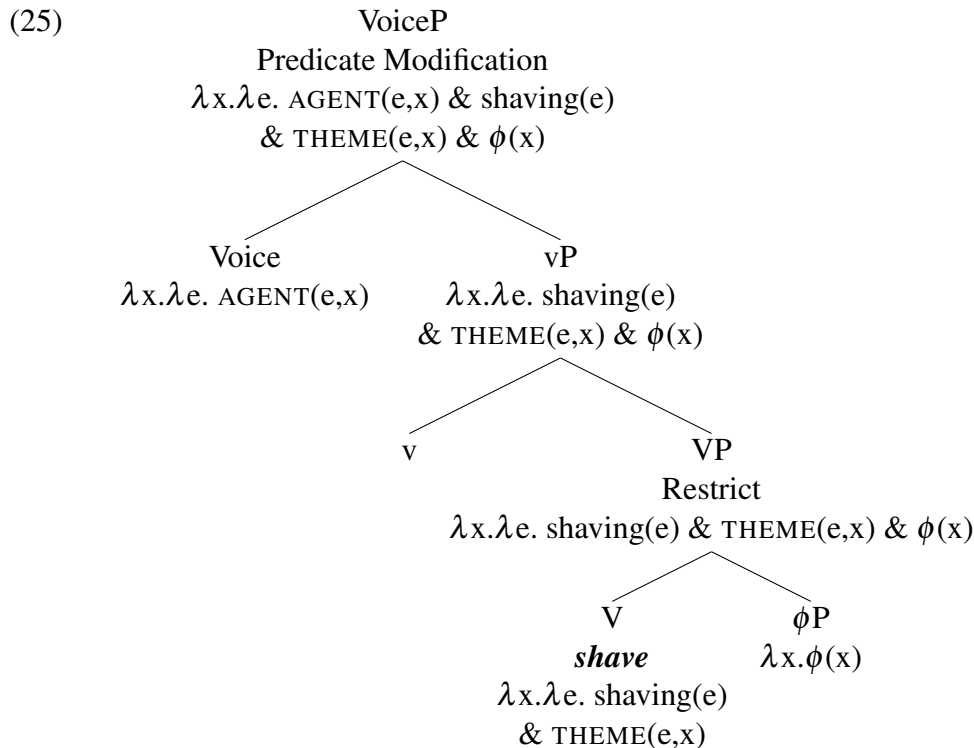 (25)
VoiceP
Predicate Modification
λx.λe. AGENT(e,x) & shaving(e)
& THEME(e,x) & ϕ(x)
Voice
λx.λe. AGENT(e,x)
vP
λx.λe. shaving(e)
& THEME(e,x) & ϕ(x)
v
VP
Restrict
λx.λe. shaving(e) & THEME(e,x) & ϕ(x)
V
shave
λx.λe. shaving(e)
& THEME(e,x)
ϕP
λx.ϕ(x)